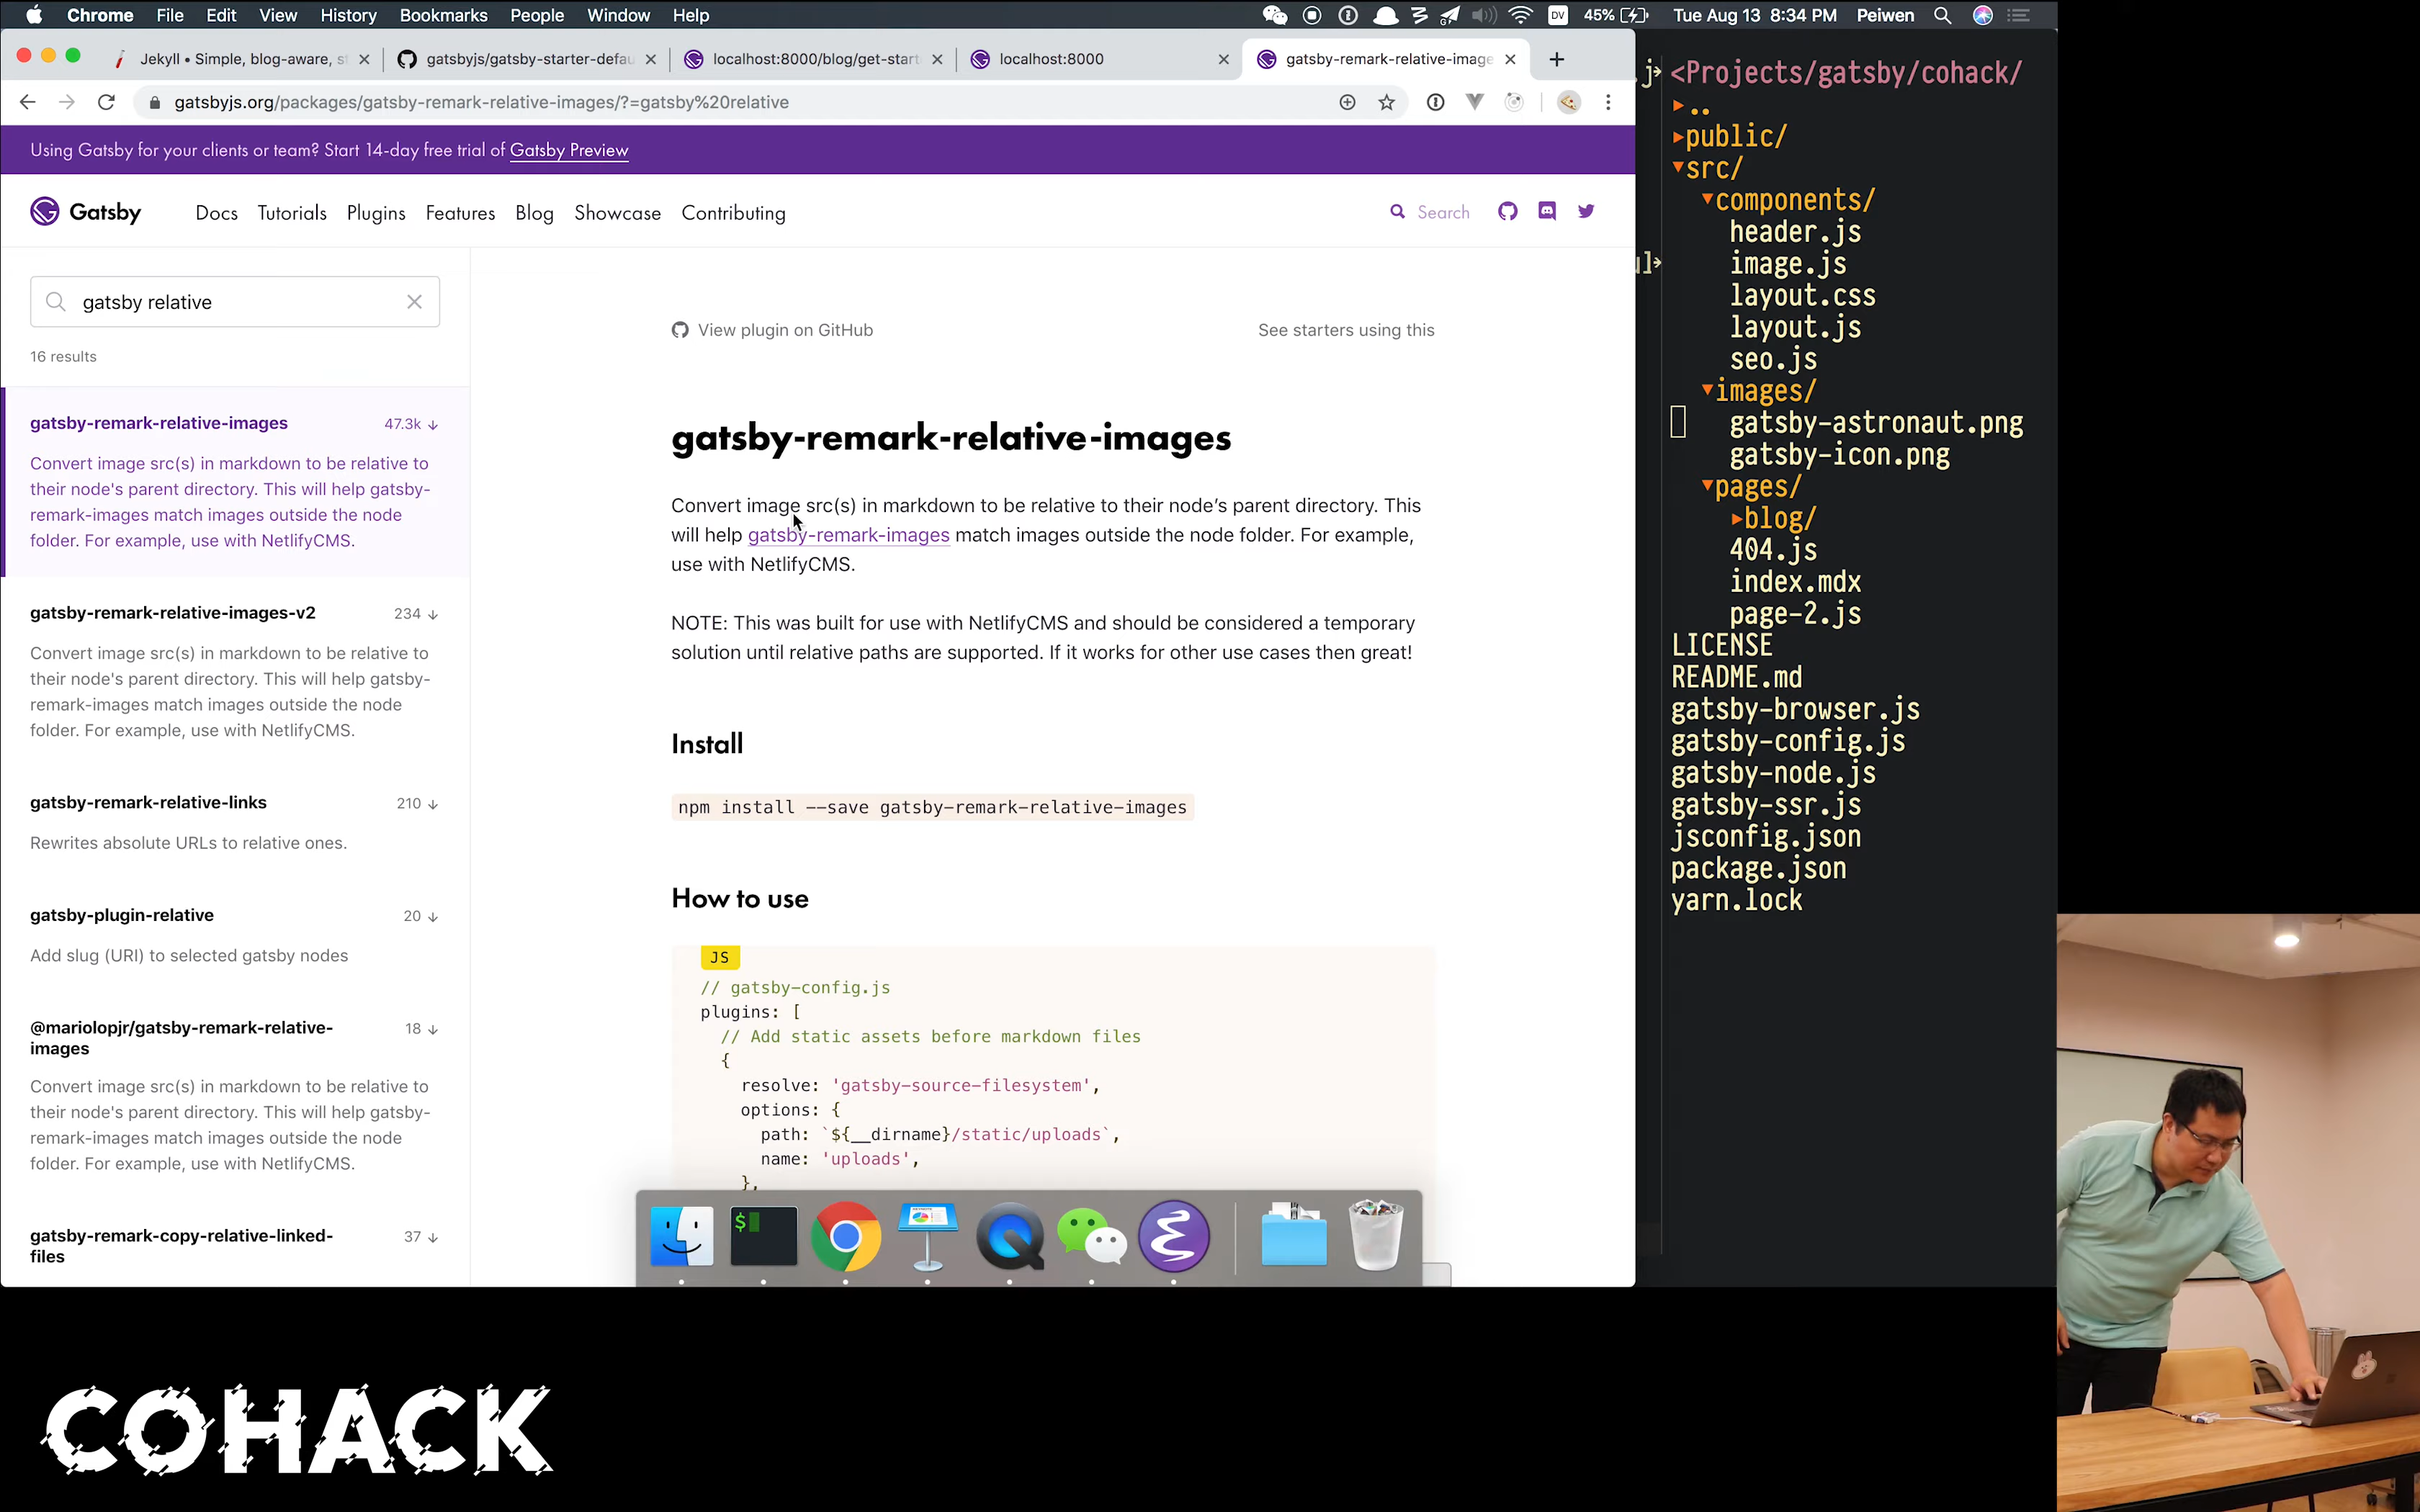 Chrome File Edit View History Bookmarks People Window Help
DV 45% Tue Aug 13 8:34 PM Peiwen
Jekyll • Simple, blog-aware, s
gatsbyjs/gatsby-starter-defau
localhost:8000/blog/get-start
localhost:8000
gatsby-remark-relative-image
gatsbyjs.org/packages/gatsby-remark-relative-images/?=gatsby%20relative
Using Gatsby for your clients or team? Start 14-day free trial of Gatsby Preview
Gatsby Docs Tutorials Plugins Features Blog Showcase Contributing
Search
gatsby relative
16 results
gatsby-remark-relative-images 47.3k ↓
Convert image src(s) in markdown to be relative to
their node's parent directory. This will help gatsby-
remark-images match images outside the node
folder. For example, use with NetlifyCMS.
gatsby-remark-relative-images-v2 234 ↓
Convert image src(s) in markdown to be relative to
their node's parent directory. This will help gatsby-
remark-images match images outside the node
folder. For example, use with NetlifyCMS.
gatsby-remark-relative-links 210 ↓
Rewrites absolute URLs to relative ones.
gatsby-plugin-relative 20 ↓
Add slug (URI) to selected gatsby nodes
@mariolopjr/gatsby-remark-relative-
images 18 ↓
Convert image src(s) in markdown to be relative to
their node's parent directory. This will help gatsby-
remark-images match images outside the node
folder. For example, use with NetlifyCMS.
gatsby-remark-copy-relative-linked-
files 37 ↓
View plugin on GitHub
See starters using this
gatsby-remark-relative-images
Convert image src(s) in markdown to be relative to their node’s parent directory. This
will help gatsby-remark-images match images outside the node folder. For example,
use with NetlifyCMS.
NOTE: This was built for use with NetlifyCMS and should be considered a temporary
solution until relative paths are supported. If it works for other use cases then great!
Install
npm install --save gatsby-remark-relative-images
How to use
JS
// gatsby-config.js
plugins: [
// Add static assets before markdown files
{
resolve: 'gatsby-source-filesystem',
options: {
path: `${__dirname}/static/uploads`,
name: 'uploads',
},
$
<Projects/gatsby/cohack/
▸..
▸public/
▾src/
▾components/
header.js
image.js
layout.css
layout.js
seo.js
▾images/
gatsby-astronaut.png
gatsby-icon.png
▾pages/
▸blog/
404.js
index.mdx
page-2.js
LICENSE
README.md
gatsby-browser.js
gatsby-config.js
gatsby-node.js
gatsby-ssr.js
jsconfig.json
package.json
yarn.lock
COHACK